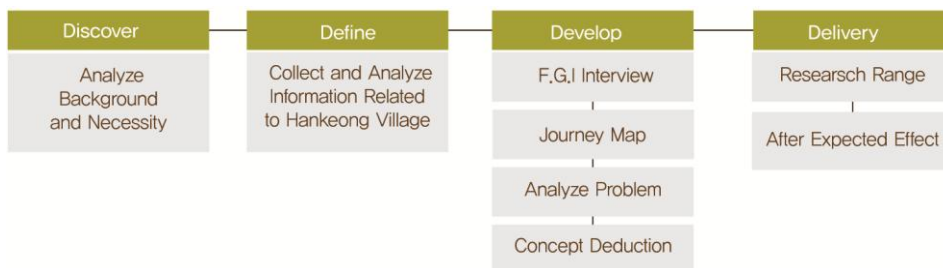 Discover
Analyze
Background
and Necessity
Define
Collect and Analyze
Information Related
to Hankeong Village
Develop
F.G.I Interview
Journey Map
Analyze Problem
Concept Deduction
Delivery
Researsch Range
After Expected Effect